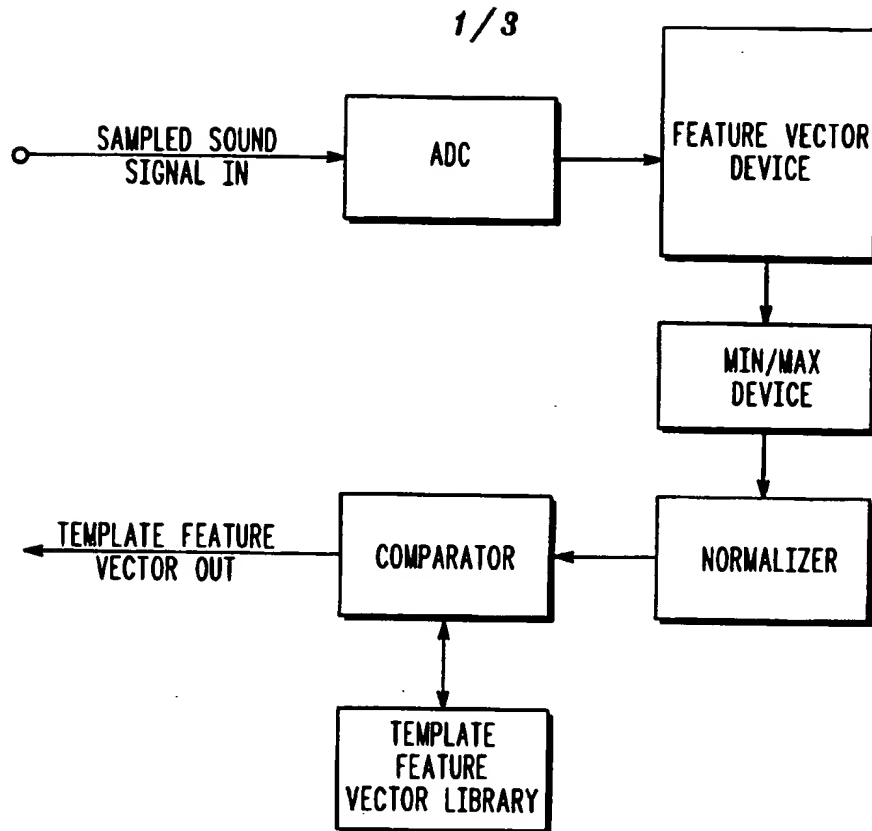 1/3
SAMPLED SOUND
SIGNAL IN
ADC
FEATURE VECTOR
DEVICE
MIN/MAX
DEVICE
NORMALIZER
COMPARATOR
TEMPLATE FEATURE
VECTOR OUT
TEMPLATE
FEATURE
VECTOR LIBRARY